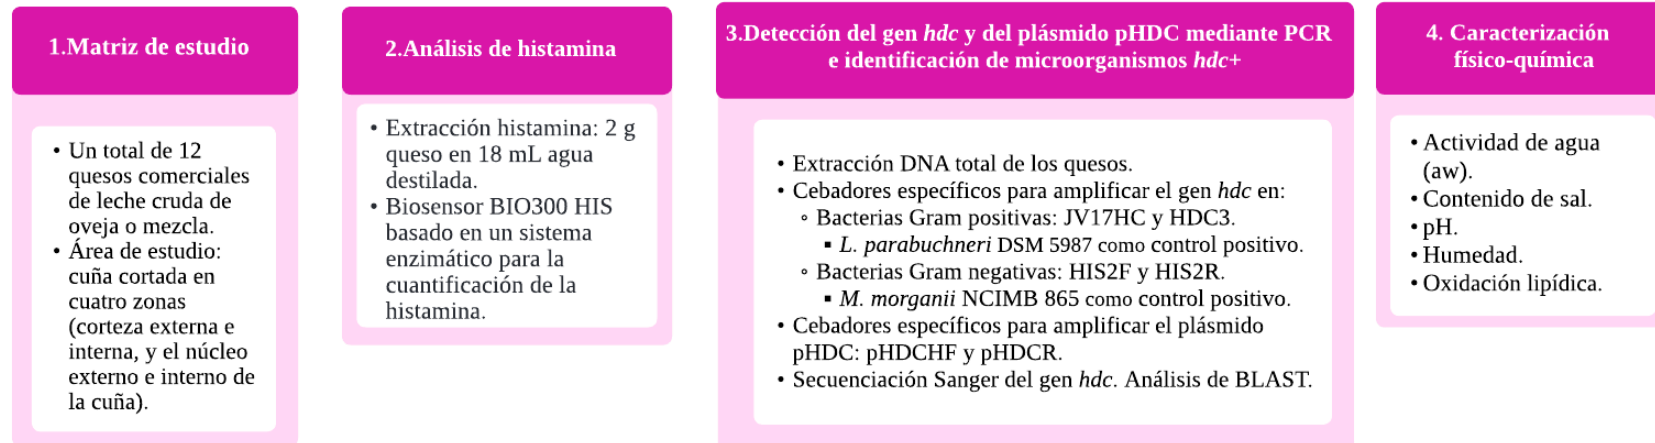 1.Matriz de estudio
• Un total de 12
quesos comerciales
de leche cruda de
oveja o mezcla.
• Área de estudio:
cuña cortada en
cuatro zonas
(corteza externa e
interna, y el núcleo
externo e interno de
la cuña).
2.Análisis de histamina
• Extracción histamina: 2 g
queso en 18 mL agua
destilada.
• Biosensor BIO300 HIS
basado en un sistema
enzimático para la
cuantificación de la
histamina.
3.Detección del gen hdc y del plásmido pHDC mediante PCR
e identificación de microorganismos hdc+
• Extracción DNA total de los quesos.
• Cebadores específicos para amplificar el gen hdc en:
◦ Bacterias Gram positivas: JV17HC y HDC3.
▪ L. parabuchneri DSM 5987 como control positivo.
◦ Bacterias Gram negativas: HIS2F y HIS2R.
▪ M. morganii NCIMB 865 como control positivo.
• Cebadores específicos para amplificar el plásmido
pHDC: pHDCHF y pHDCR.
• Secuenciación Sanger del gen hdc. Análisis de BLAST.
4. Caracterización
físico-química
• Actividad de agua
(aw).
• Contenido de sal.
• pH.
• Humedad.
• Oxidación lipídica.